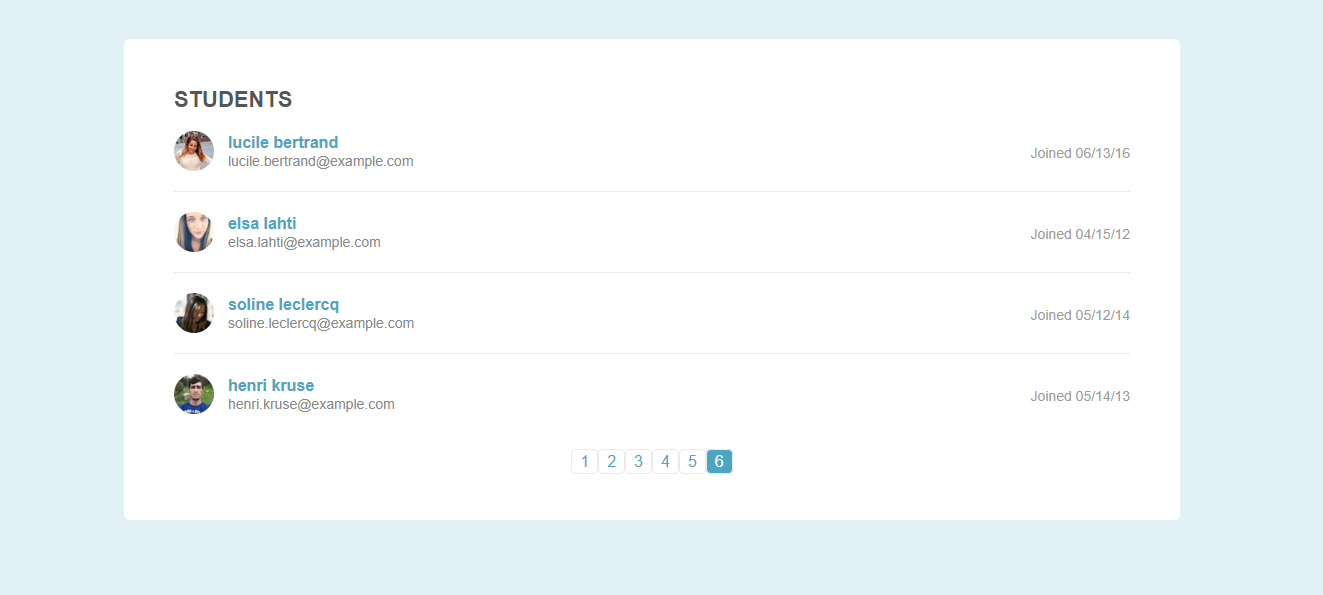 STUDENTS
lucile bertrand
lucile.bertrand@example.com
Joined 06/13/16
elsa lahti
elsa.lahti@example.com
Joined 04/15/12
soline leclercq
soline.leclercq@example.com
Joined 05/12/14
henri kruse
henri.kruse@example.com
Joined 05/14/13
1 2 3 4 5 6